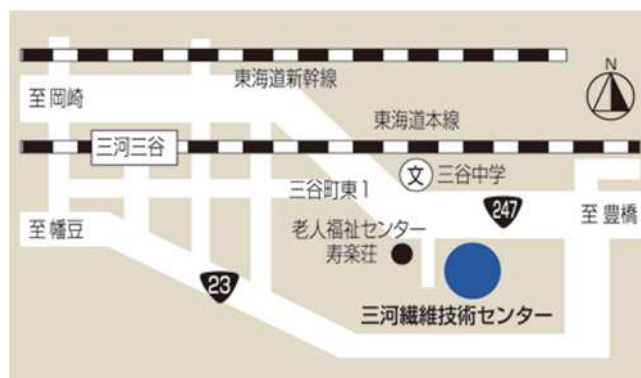 N
東海道新幹線
至 岡崎
東海道本線
三河三谷
三谷町東1
文
三谷中学
247
至 幡豆
至 豊橋
老人福祉センター
寿楽荘
23
三河繊維技術センター